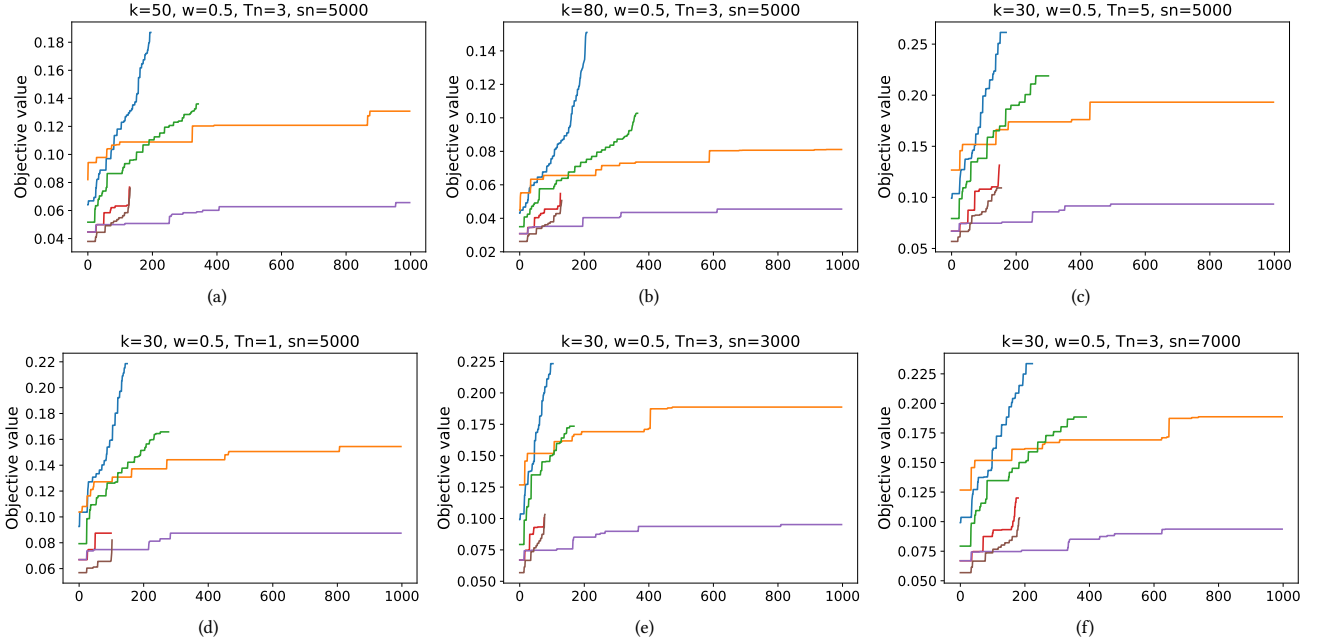 k=50, w=0.5, Tn=3, sn=5000
Objective value
0.18
0.16
0.14
0.12
0.10
0.08
0.06
0.04
0 200 400 600 800 1000
(a)
k=80, w=0.5, Tn=3, sn=5000
Objective value
0.14
0.12
0.10
0.08
0.06
0.04
0.02
0 200 400 600 800 1000
(b)
k=30, w=0.5, Tn=5, sn=5000
Objective value
0.25
0.20
0.15
0.10
0.05
0 200 400 600 800 1000
(c)
k=30, w=0.5, Tn=1, sn=5000
Objective value
0.22
0.20
0.18
0.16
0.14
0.12
0.10
0.08
0.06
0 200 400 600 800 1000
(d)
k=30, w=0.5, Tn=3, sn=3000
Objective value
0.225
0.200
0.175
0.150
0.125
0.100
0.075
0.050
0 200 400 600 800 1000
(e)
k=30, w=0.5, Tn=3, sn=7000
Objective value
0.225
0.200
0.175
0.150
0.125
0.100
0.075
0.050
0 200 400 600 800 1000
(f)